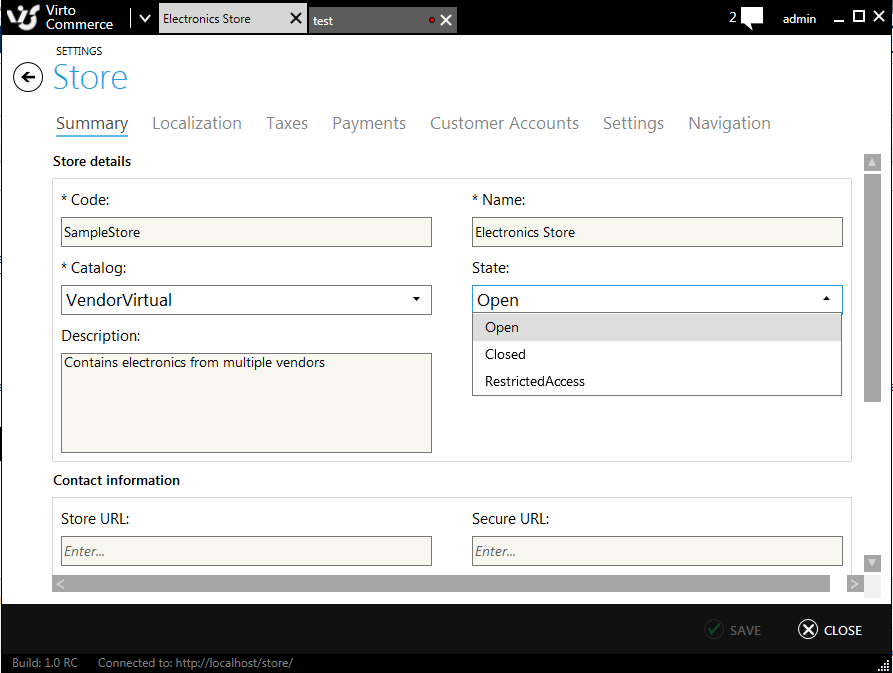 Virto
Commerce
Electronics Store
test
2
admin
SETTINGS
Store
Summary Localization Taxes Payments Customer Accounts Settings Navigation
Store details
* Code:
* Name:
SampleStore
Electronics Store
* Catalog:
State:
VendorVirtual
Open
Description:
Open
Contains electronics from multiple vendors
Closed
RestrictedAccess
Contact information
Store URL:
Secure URL:
Enter...
Enter...
SAVE
CLOSE
Build: 1.0 RC
Connected to: http://localhost/store/